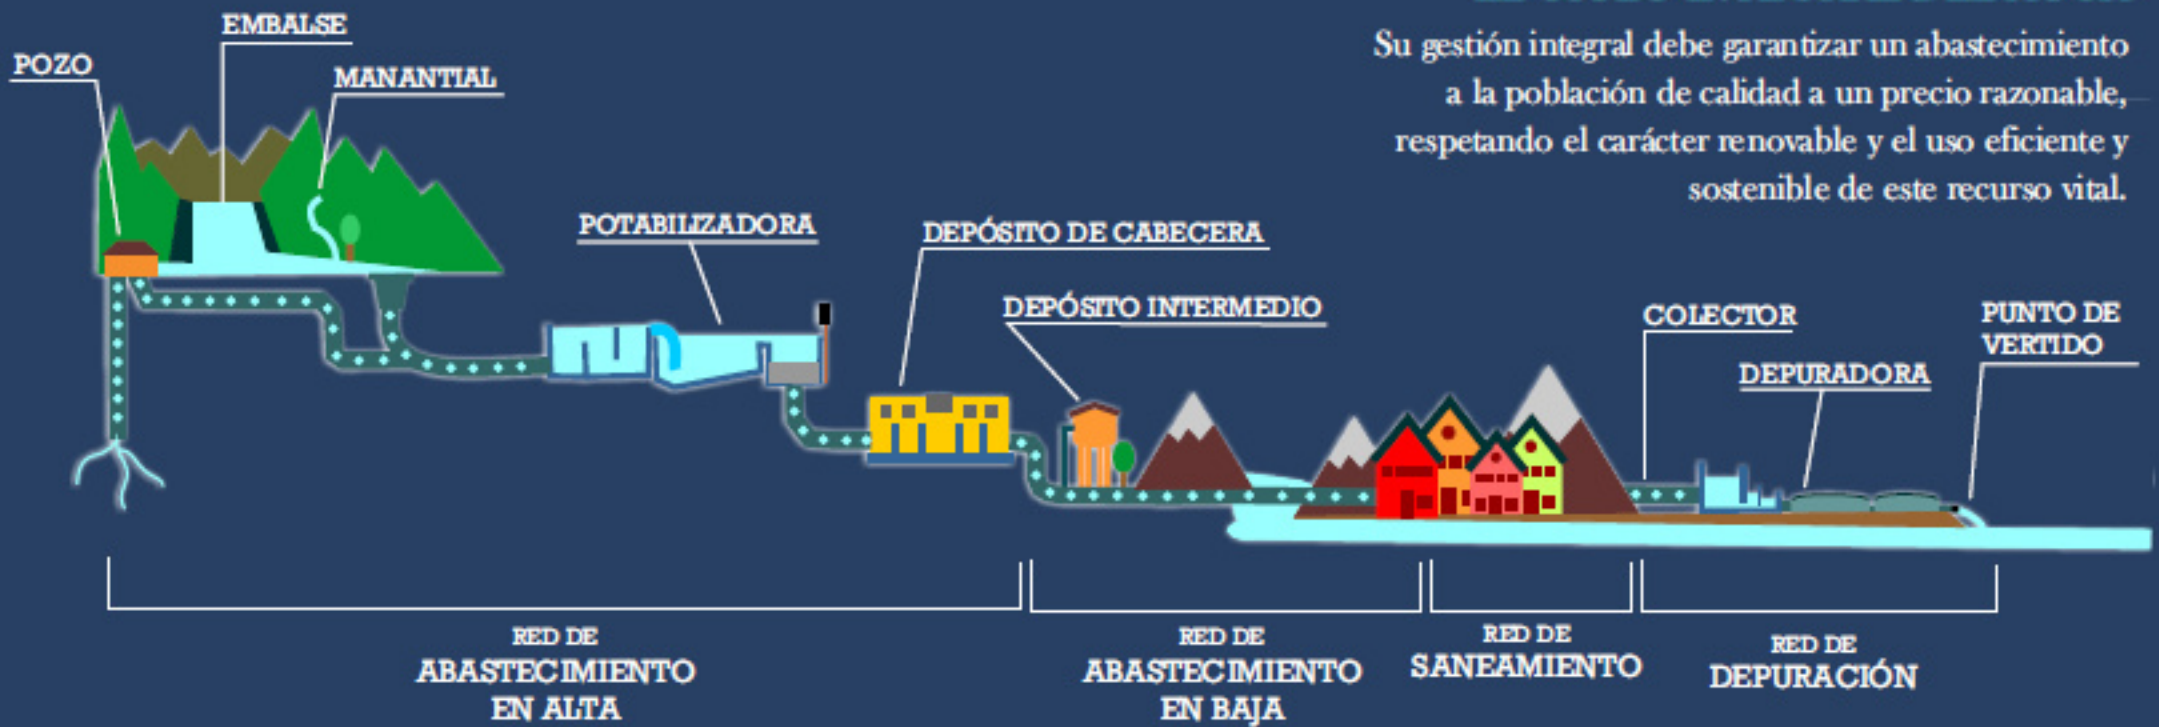 Su gestión integral debe garantizar un abastecimiento
a la población de calidad a un precio razonable,
respetando el carácter renovable y el uso eficiente y
sostenible de este recurso vital.
EMBALSE
POZO
MANANTIAL
POTABILIZADORA
DEPÓSITO DE CABECERA
DEPÓSITO INTERMEDIO
COLECTOR
DEPURADORA
PUNTO DE
VERTIDO
RED DE
ABASTECIMIENTO
EN ALTA
RED DE
ABASTECIMIENTO
EN BAJA
RED DE
SANEAMIENTO
RED DE
DEPURACIÓN